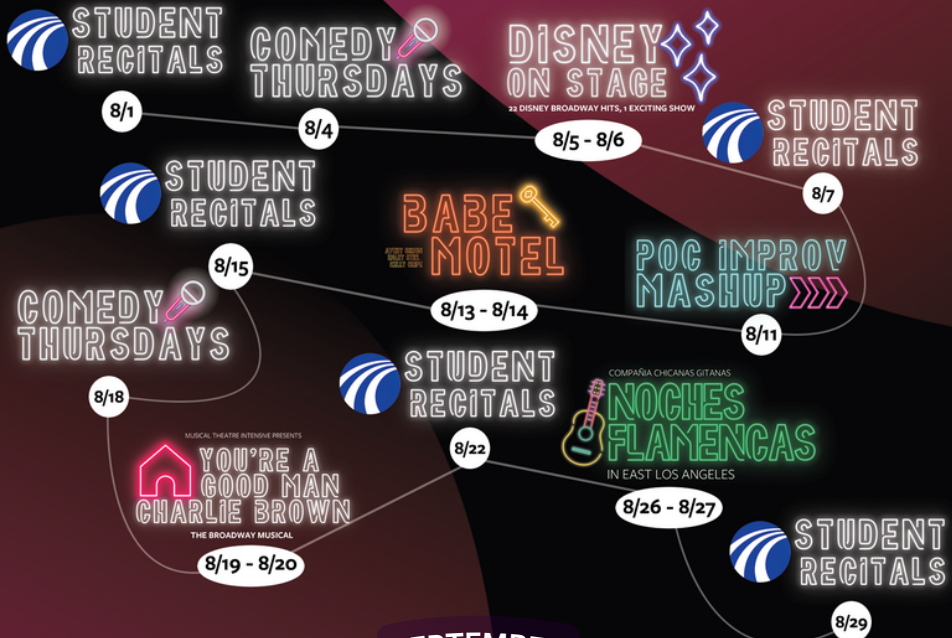 STUDENT
RECITALS
8/1
COMEDY
THURSDAYS
8/4
DISNEY
ON STAGE
22 DISNEY BROADWAY HITS, 1 EXCITING SHOW
8/5 - 8/6
STUDENT
RECITALS
8/7
POC IMPROV
MASHUP
8/11
BABE
MOTEL
8/13 - 8/14
STUDENT
RECITALS
8/15
COMEDY
THURSDAYS
8/18
MUSICAL THEATRE INTENSIVE PRESENTS
YOU'RE A
GOOD MAN
CHARLIE BROWN
THE BROADWAY MUSICAL
8/19 - 8/20
STUDENT
RECITALS
8/22
COMPAÑIA CHICANAS GITANAS
NOCHES
FLAMENCAS
IN EAST LOS ANGELES
8/26 - 8/27
STUDENT
RECITALS
8/29